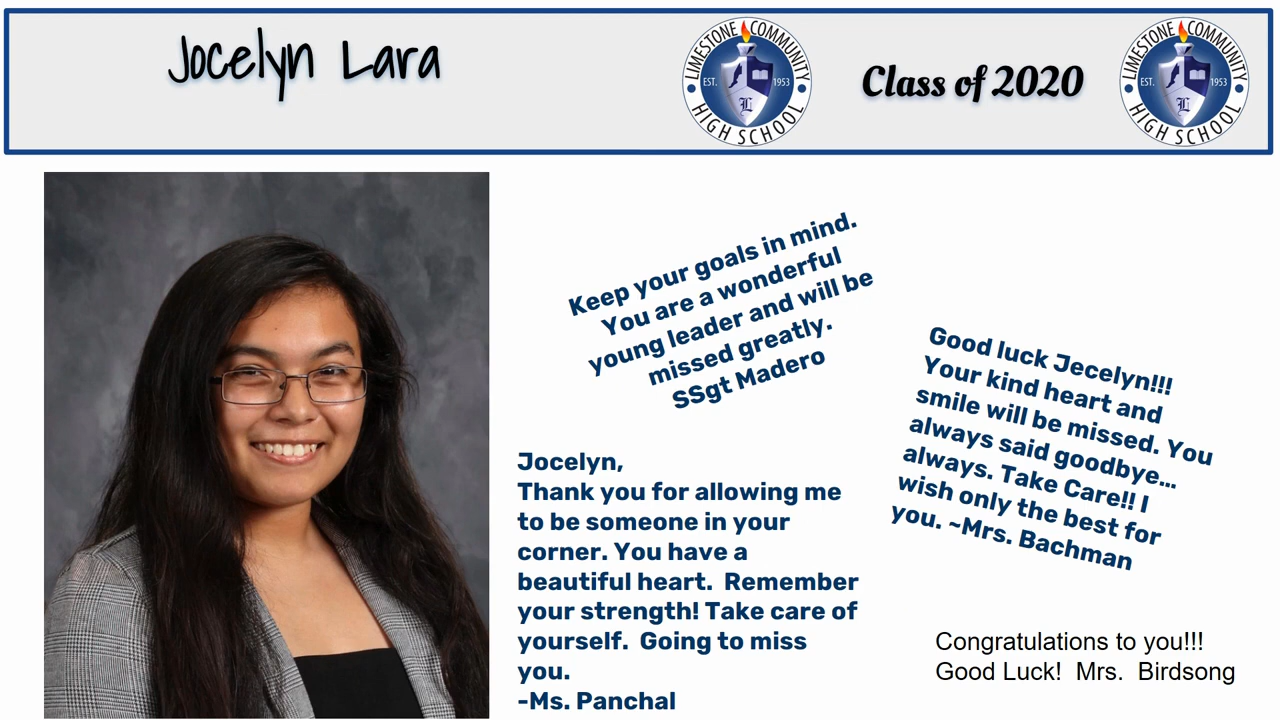 Jocelyn Lara
LIMESTONE COMMUNITY
EST. 1953
L
HIGH SCHOOL
Class of 2020
LIMESTONE COMMUNITY
EST. 1953
L
HIGH SCHOOL
Keep your goals in mind.
You are a wonderful
young leader and will be
missed greatly.
SSgt Madero
Good luck Jecelyn!!!
Your kind heart and
smile will be missed. You
always said goodbye...
always. Take Care!! I
wish only the best for
you. ~Mrs. Bachman
Jocelyn,
Thank you for allowing me
to be someone in your
corner. You have a
beautiful heart.  Remember
your strength! Take care of
yourself.  Going to miss
you.
-Ms. Panchal
Congratulations to you!!!
Good Luck!  Mrs.  Birdsong